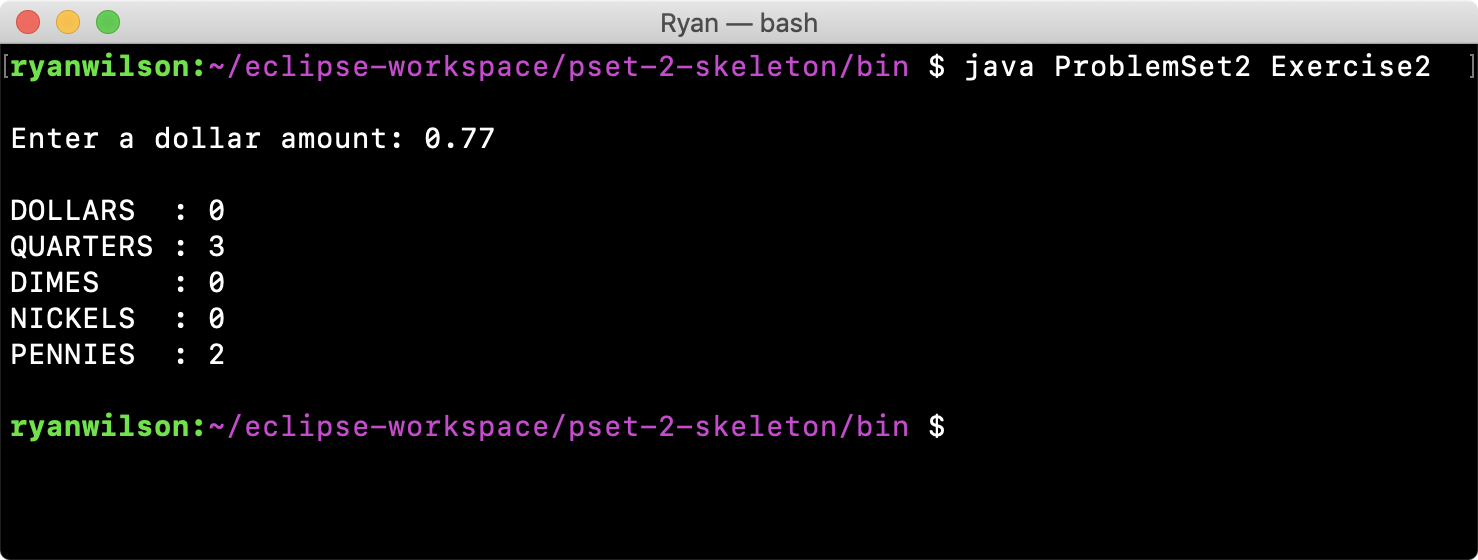 Ryan — bash
[ryanwilson:~/eclipse-workspace/pset-2-skeleton/bin $ java ProblemSet2 Exercise2 ]
Enter a dollar amount: 0.77
DOLLARS  : 0
QUARTERS : 3
DIMES    : 0
NICKELS  : 0
PENNIES  : 2
ryanwilson:~/eclipse-workspace/pset-2-skeleton/bin $